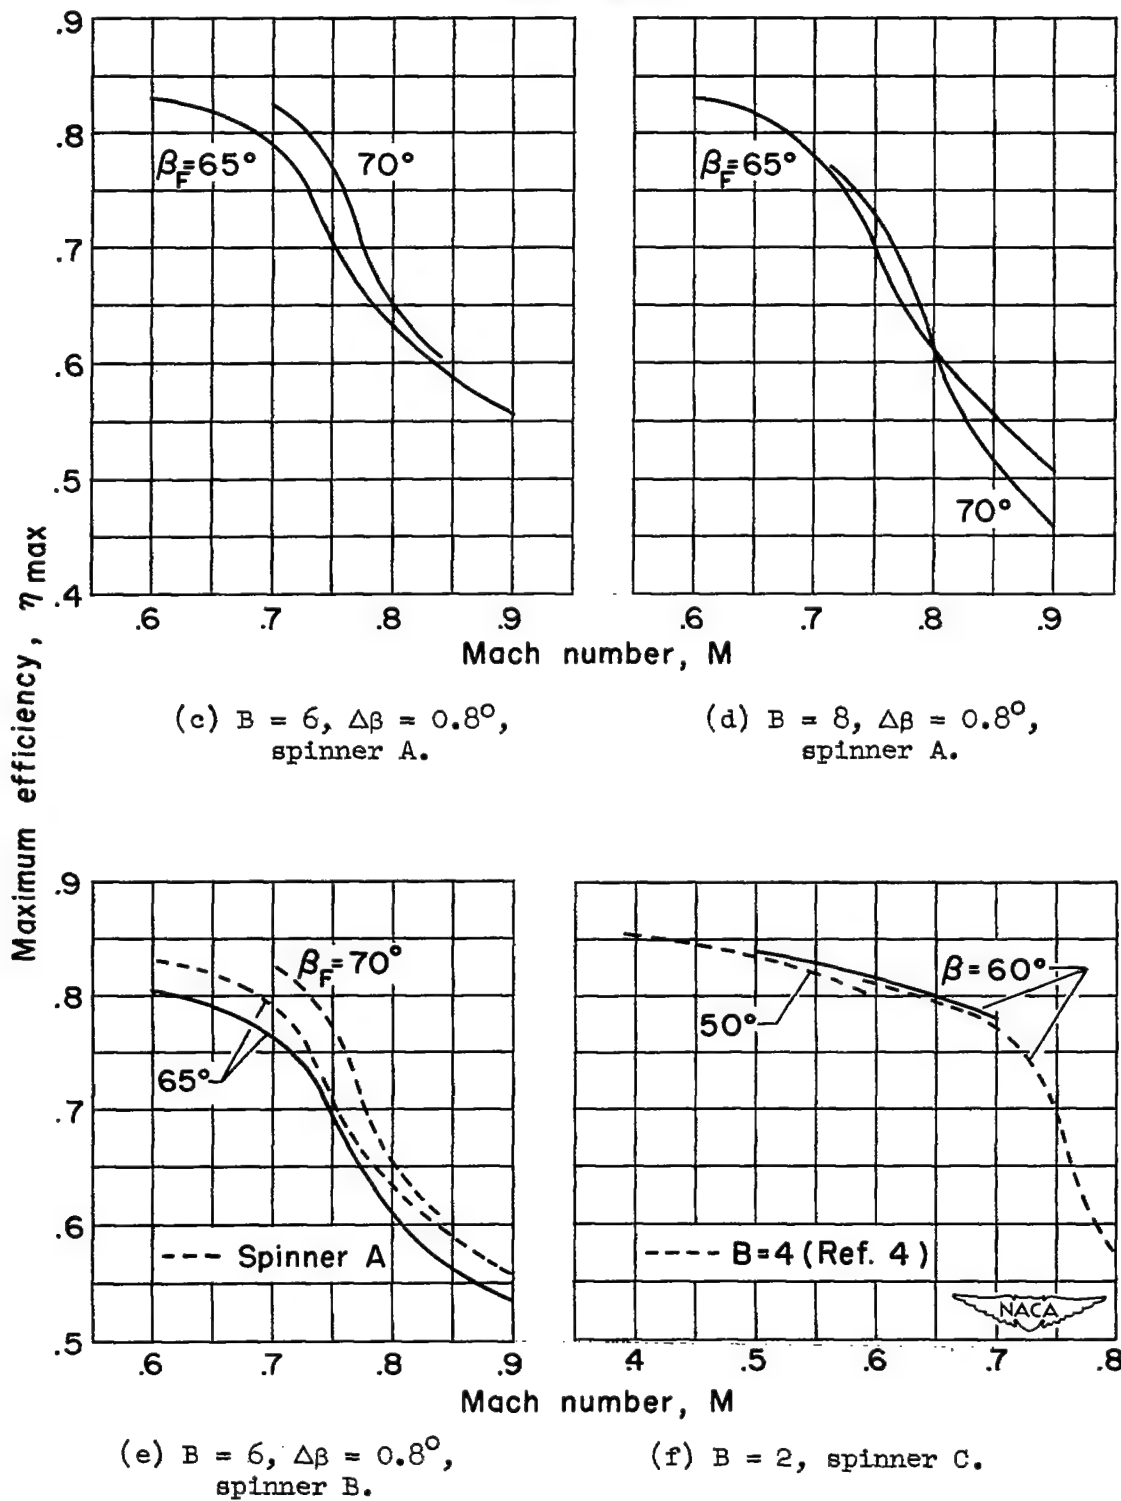 Maximum efficiency, η max
.9
.8
.7
.6
.5
.4
βF=65°
70°
.6 .7 .8 .9
βF=65°
70°
.6 .7 .8 .9
Mach number, M
(c) B = 6, Δβ = 0.8°,
spinner A.
(d) B = 8, Δβ = 0.8°,
spinner A.
.9
.8
.7
.6
.5
βF=70°
65°
--- Spinner A
.6 .7 .8 .9
β=60°
50°
---- B=4 (Ref. 4)
NACA
.4 .5 .6 .7 .8
Mach number, M
(e) B = 6, Δβ = 0.8°,
spinner B.
(f) B = 2, spinner C.